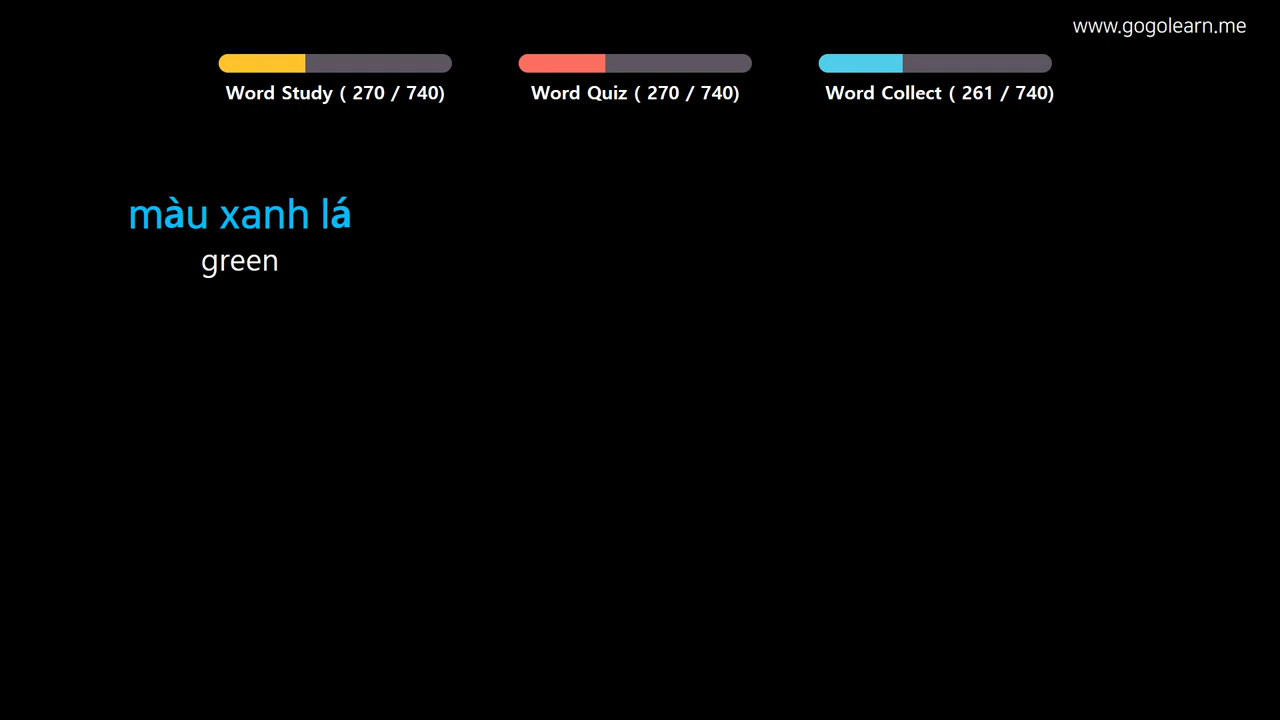 www.gogolearn.me
Word Study ( 270 / 740)
Word Quiz ( 270 / 740)
Word Collect ( 261 / 740)
màu xanh lá
green